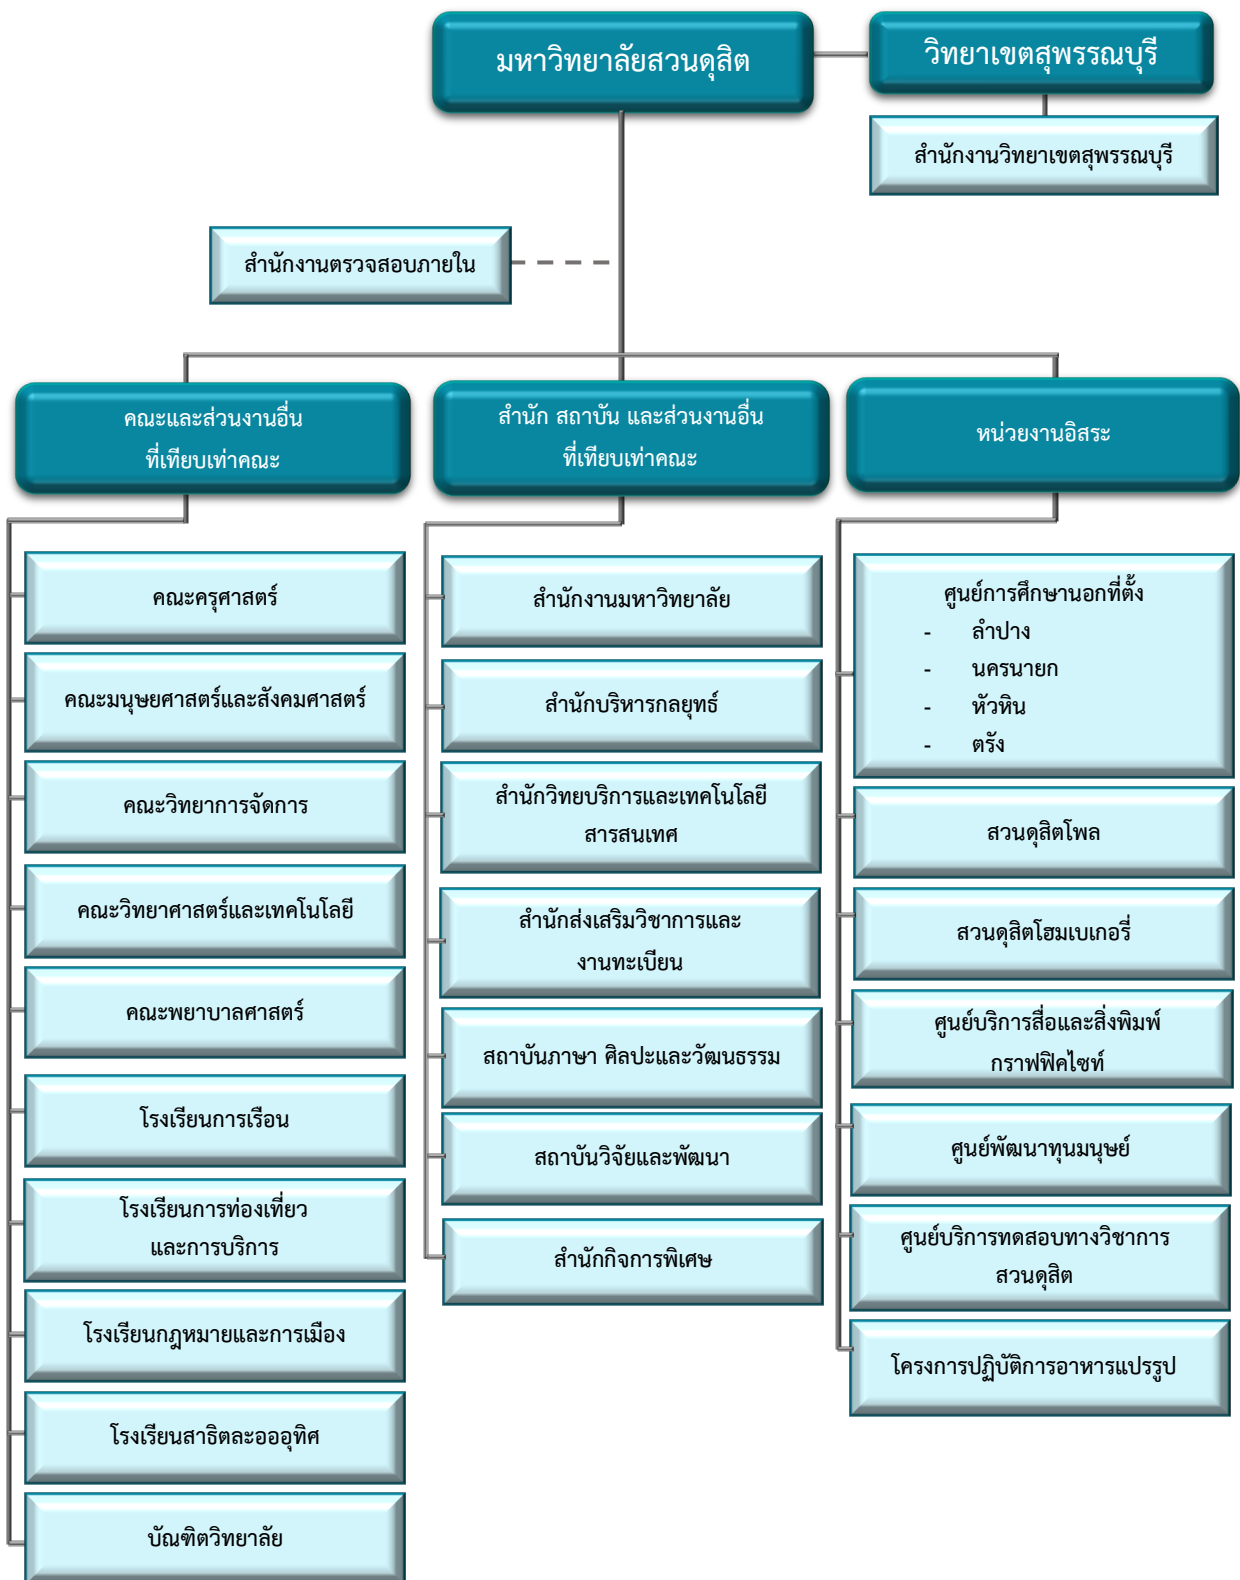 มหาวิทยาลัยสวนดุสิต
วิทยาเขตสุพรรณบุรี
สำนักงานวิทยาเขตสุพรรณบุรี
สำนักงานตรวจสอบภายใน
คณะและส่วนงานอื่น
ที่เทียบเท่าคณะ
คณะครุศาสตร์
คณะมนุษยศาสตร์และสังคมศาสตร์
คณะวิทยาการจัดการ
คณะวิทยาศาสตร์และเทคโนโลยี
คณะพยาบาลศาสตร์
โรงเรียนการเรือน
โรงเรียนการท่องเที่ยว
และการบริการ
โรงเรียนกฎหมายและการเมือง
โรงเรียนสาธิตละอออุทิศ
บัณฑิตวิทยาลัย
สำนัก สถาบัน และส่วนงานอื่น
ที่เทียบเท่าคณะ
สำนักงานมหาวิทยาลัย
สำนักบริหารกลยุทธ์
สำนักวิทยบริการและเทคโนโลยี
สารสนเทศ
สำนักส่งเสริมวิชาการและ
งานทะเบียน
สถาบันภาษา ศิลปะและวัฒนธรรม
สถาบันวิจัยและพัฒนา
สำนักกิจการพิเศษ
หน่วยงานอิสระ
ศูนย์การศึกษานอกที่ตั้ง
- ลำปาง
- นครนายก
- หัวหิน
- ตรัง
สวนดุสิตโพล
สวนดุสิตโฮมเบเกอรี่
ศูนย์บริการสื่อและสิ่งพิมพ์
กราฟฟิคไซท์
ศูนย์พัฒนาทุนมนุษย์
ศูนย์บริการทดสอบทางวิชาการ
สวนดุสิต
โครงการปฏิบัติการอาหารแปรรูป